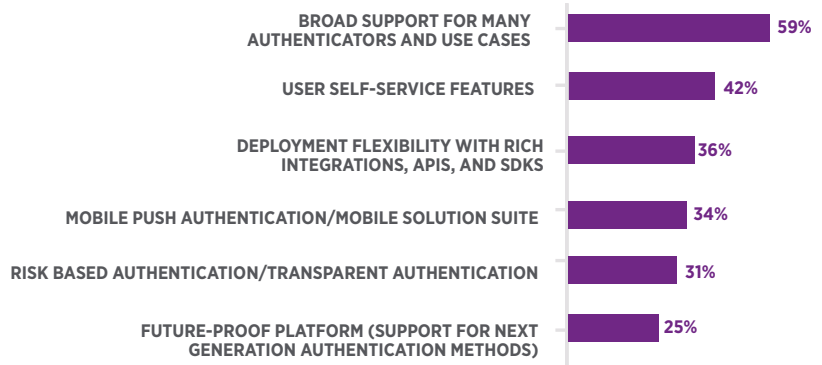 BROAD SUPPORT FOR MANY
AUTHENTICATORS AND USE CASES
59%
USER SELF-SERVICE FEATURES
42%
DEPLOYMENT FLEXIBILITY WITH RICH
INTEGRATIONS, APIS, AND SDKS
36%
MOBILE PUSH AUTHENTICATION/MOBILE SOLUTION SUITE
34%
RISK BASED AUTHENTICATION/TRANSPARENT AUTHENTICATION
31%
FUTURE-PROOF PLATFORM (SUPPORT FOR NEXT
GENERATION AUTHENTICATION METHODS)
25%